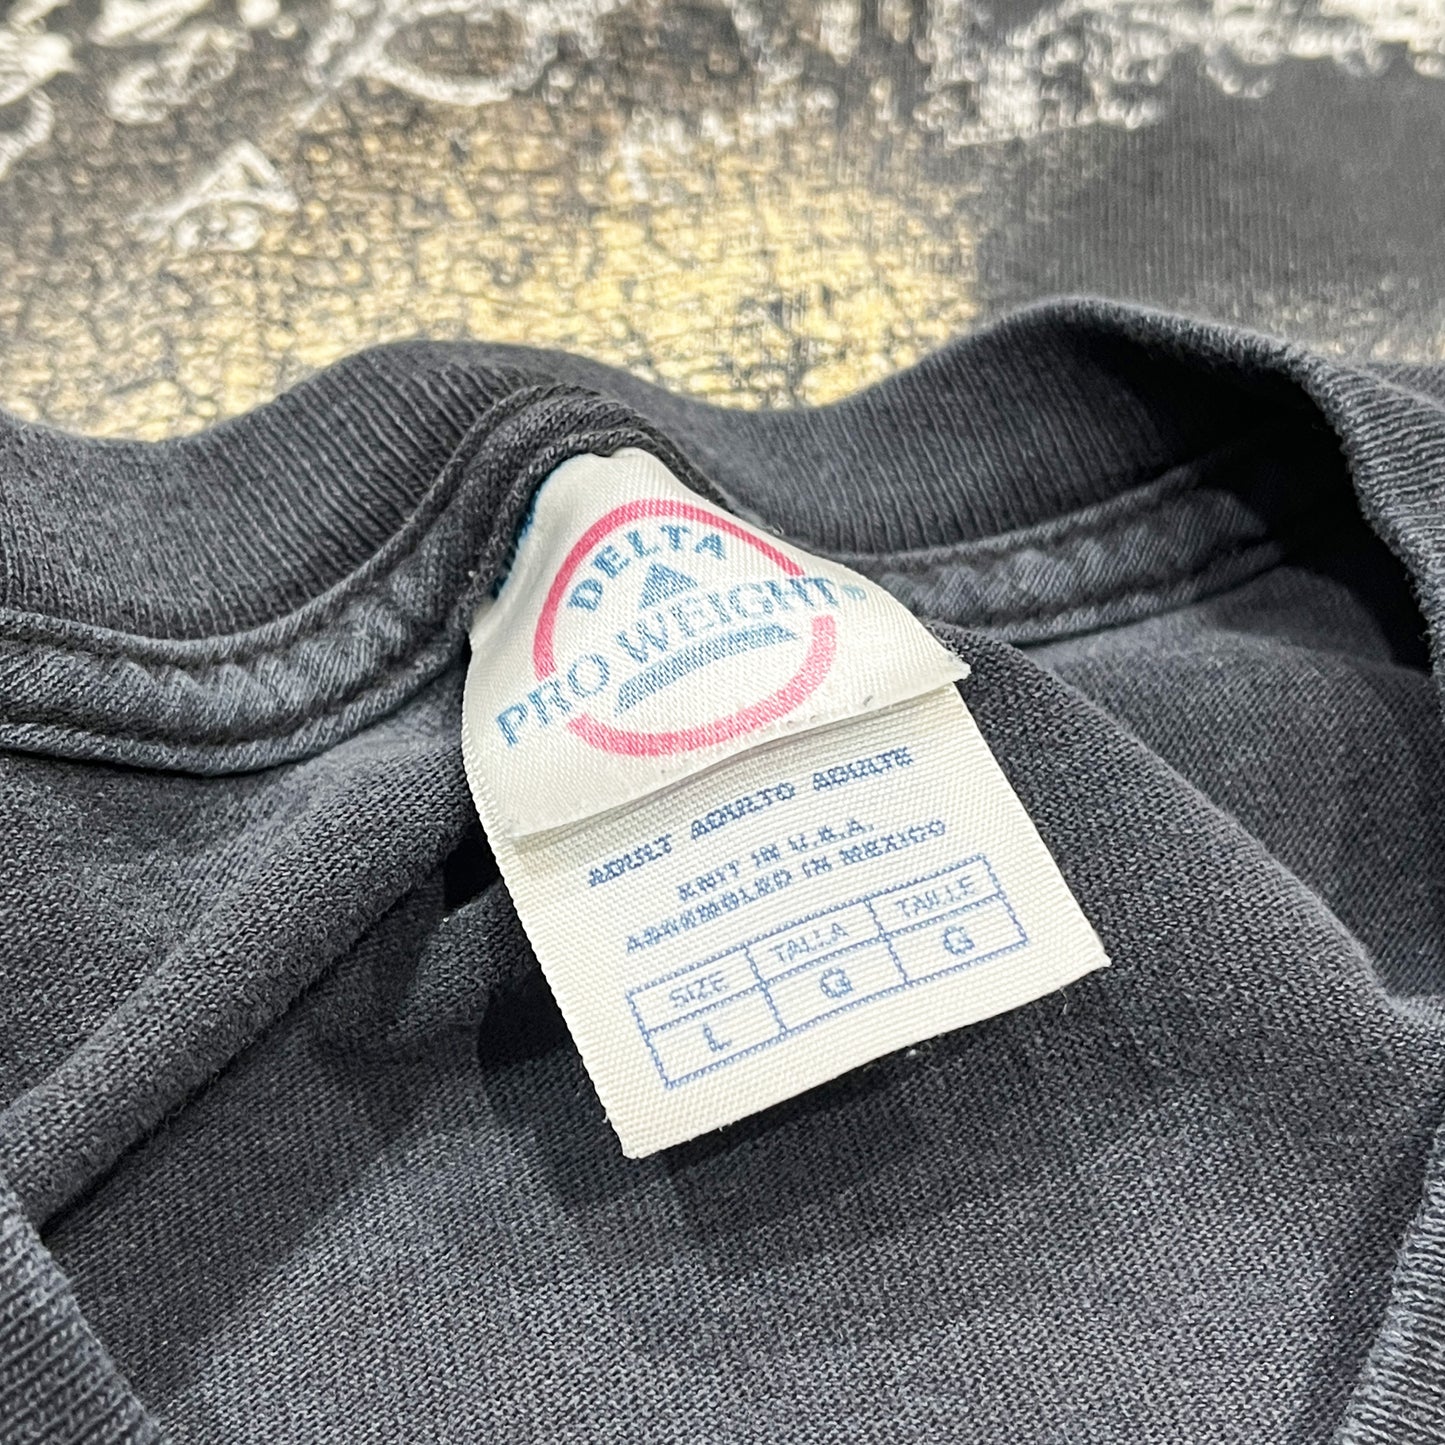 DELTA
PRO WEIGHT®
ADULT ADULTO ADULTE
KNIT IN U.S.A.
ASSEMBLED IN MEXICO
SIZE TALLA TAILLE
L G G